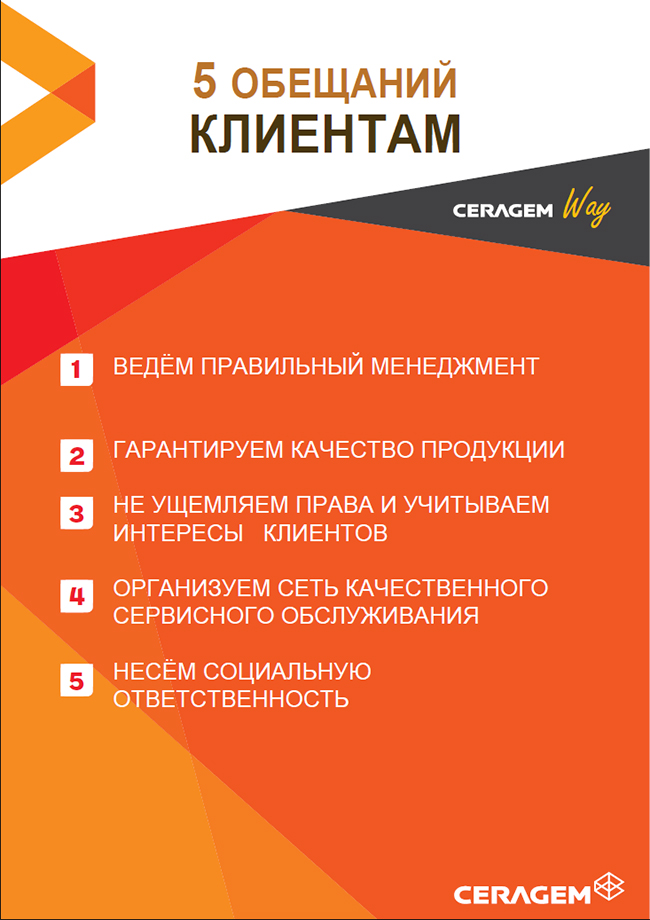 5 ОБЕЩАНИЙ
КЛИЕНТАМ
CERAGEM Way
1 ВЕДЁМ ПРАВИЛЬНЫЙ МЕНЕДЖМЕНТ
2 ГАРАНТИРУЕМ КАЧЕСТВО ПРОДУКЦИИ
3 НЕ УЩЕМЛЯЕМ ПРАВА И УЧИТЫВАЕМ
ИНТЕРЕСЫ КЛИЕНТОВ
4 ОРГАНИЗУЕМ СЕТЬ КАЧЕСТВЕННОГО
СЕРВИСНОГО ОБСЛУЖИВАНИЯ
5 НЕСЁМ СОЦИАЛЬНУЮ
ОТВЕТСТВЕННОСТЬ
CERAGEM